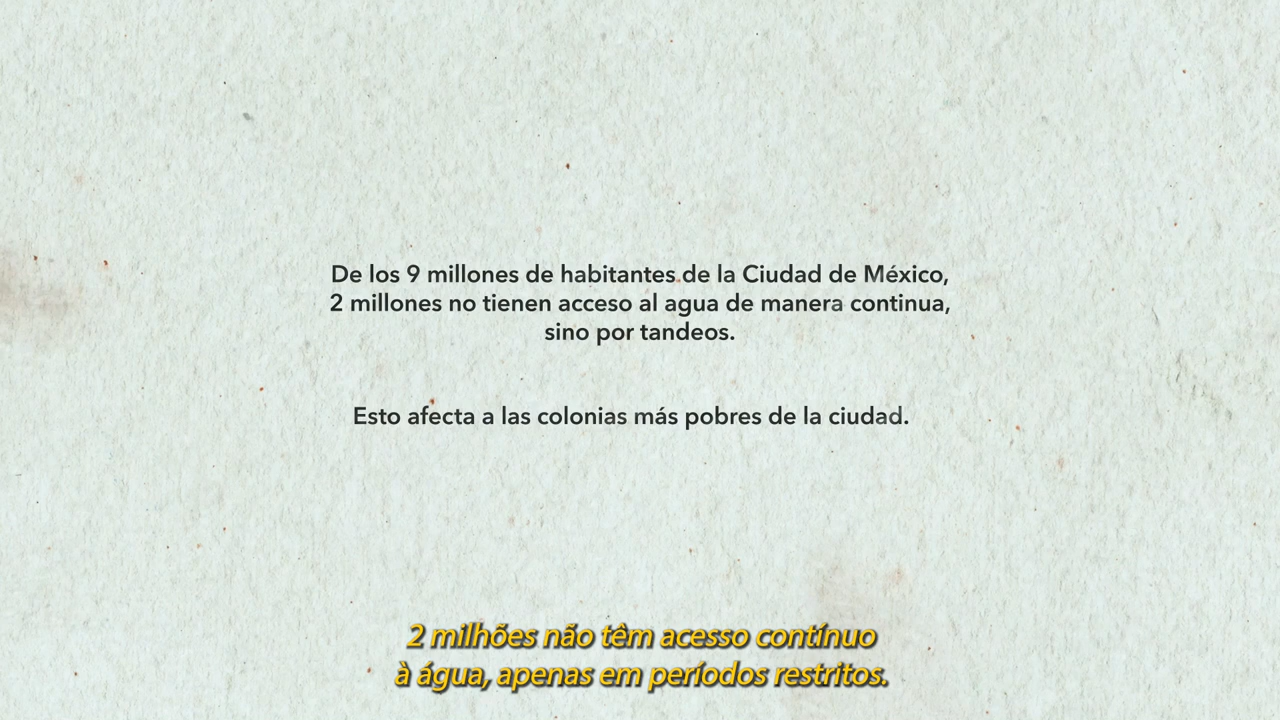 De los 9 millones de habitantes de la Ciudad de México,
2 millones no tienen acceso al agua de manera continua,
sino por tandeos.
Esto afecta a las colonias más pobres de la ciudad.
2 milhões não têm acesso contínuo
à água, apenas em períodos restritos.